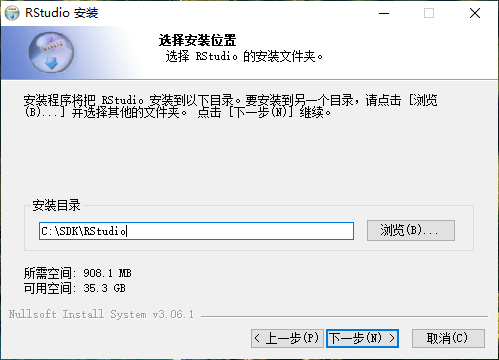 RStudio 安装
选择安装位置
选择 RStudio 的安装文件夹。
安装程序将把 RStudio 安装到以下目录。要安装到另一个目录，请点击 [浏览
(B)...] 并选择其他的文件夹。 点击 [下一步(N)] 继续。
安装目录
C:\SDK\RStudio
浏览(B)...
所需空间: 908.1 MB
可用空间: 35.3 GB
Nullsoft Install System v3.06.1
< 上一步(P)
下一步(N) >
取消(C)